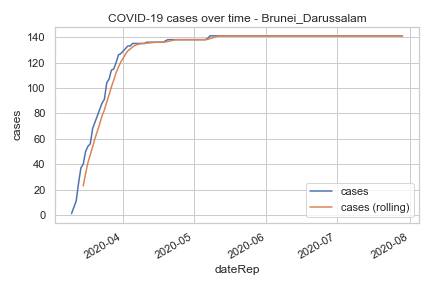 COVID-19 cases over time - Brunei_Darussalam
cases
140
120
100
80
60
40
20
0
cases
cases (rolling)
2020-04
2020-05
2020-06
2020-07
2020-08
dateRep